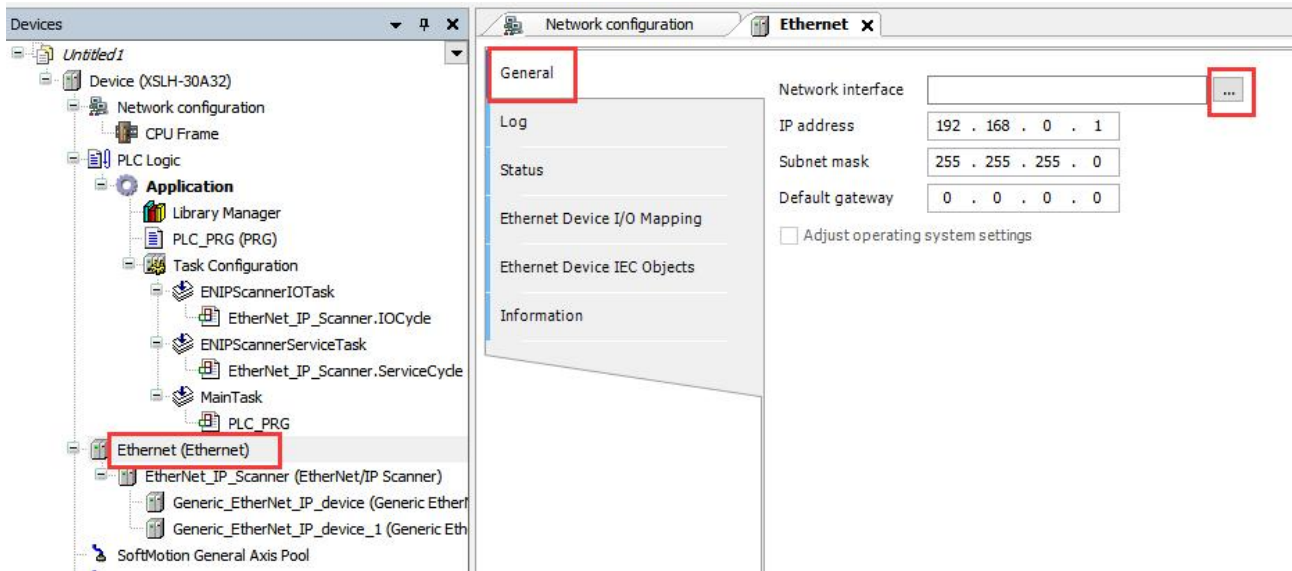 Devices
Network configuration
Ethernet
Untitled1
Device (XSLH-30A32)
Network configuration
CPU Frame
PLC Logic
Application
Library Manager
PLC_PRG (PRG)
Task Configuration
ENIPScannerIOTask
EtherNet_IP_Scanner.IOCycle
ENIPScannerServiceTask
EtherNet_IP_Scanner.ServiceCycle
MainTask
PLC_PRG
Ethernet (Ethernet)
EtherNet_IP_Scanner (EtherNet/IP Scanner)
Generic_EtherNet_IP_device (Generic Ether
Generic_EtherNet_IP_device_1 (Generic Eth
SoftMotion General Axis Pool
General
Log
Status
Ethernet Device I/O Mapping
Ethernet Device IEC Objects
Information
Network interface ...
IP address 192 . 168 . 0 . 1
Subnet mask 255 . 255 . 255 . 0
Default gateway 0 . 0 . 0 . 0
Adjust operating system settings